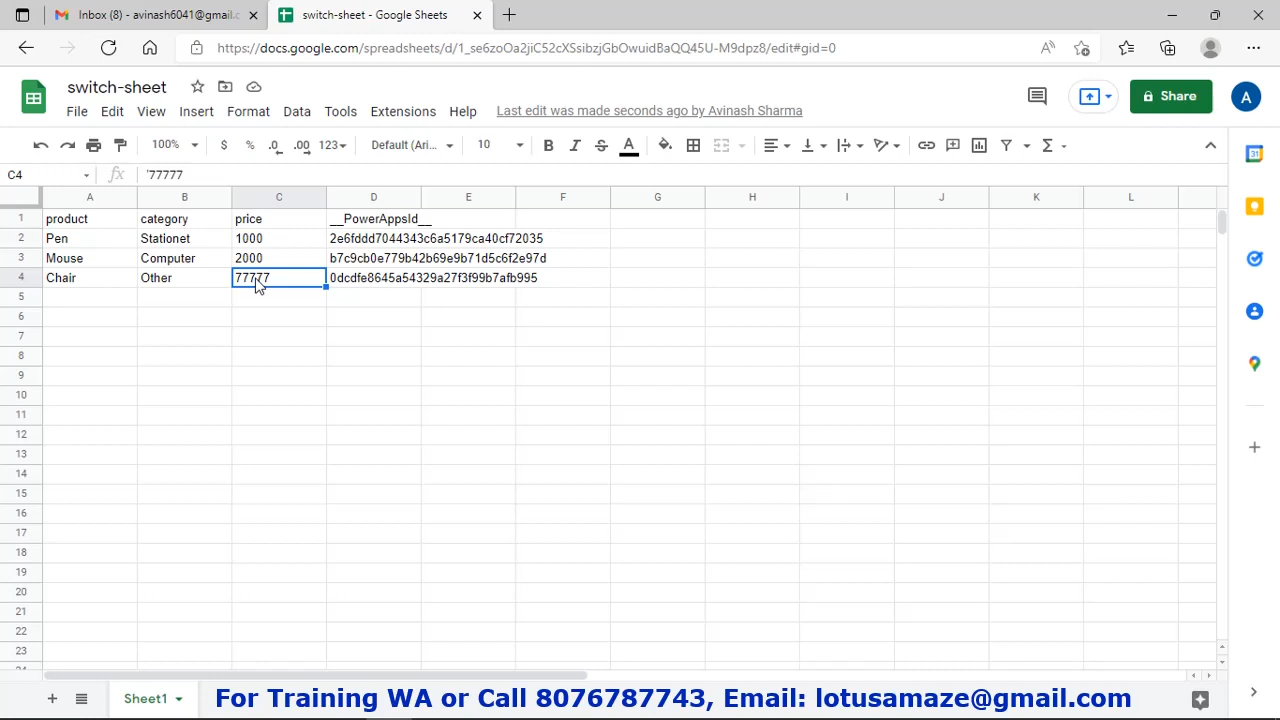 Inbox (8) - avinash6041@gmail.c
switch-sheet - Google Sheets
https://docs.google.com/spreadsheets/d/1_se6zoOa2jiC52cXSsibzjGbOwuidBaQQ45U-M9dpz8/edit#gid=0
switch-sheet
File Edit View Insert Format Data Tools Extensions Help Last edit was made seconds ago by Avinash Sharma
Share
A
100% $ % .0 .00 123 Default (Ari... 10 B I S A
C4 fx '77777
A B C D E F G H I J K L
1 product category price __PowerAppsId__
2 Pen Stationet 1000 2e6fddd7044343c6a5179ca40cf72035
3 Mouse Computer 2000 b7c9cb0e779b42b69e9b71d5c6f2e97d
4 Chair Other 77777 0dcdfe8645a54329a27f3f99b7afb995
5
6
7
8
9
10
11
12
13
14
15
16
17
18
19
20
21
22
23
Sheet1
For Training WA or Call 8076787743, Email: lotusamaze@gmail.com